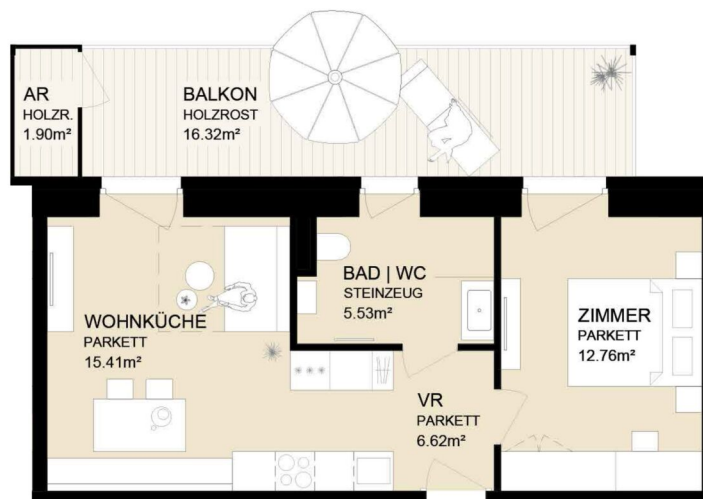 AR
HOLZR.
1.90m²
BALKON
HOLZROST
16.32m²
WOHNKÜCHE
PARKETT
15.41m²
BAD | WC
STEINZEUG
5.53m²
ZIMMER
PARKETT
12.76m²
VR
PARKETT
6.62m²